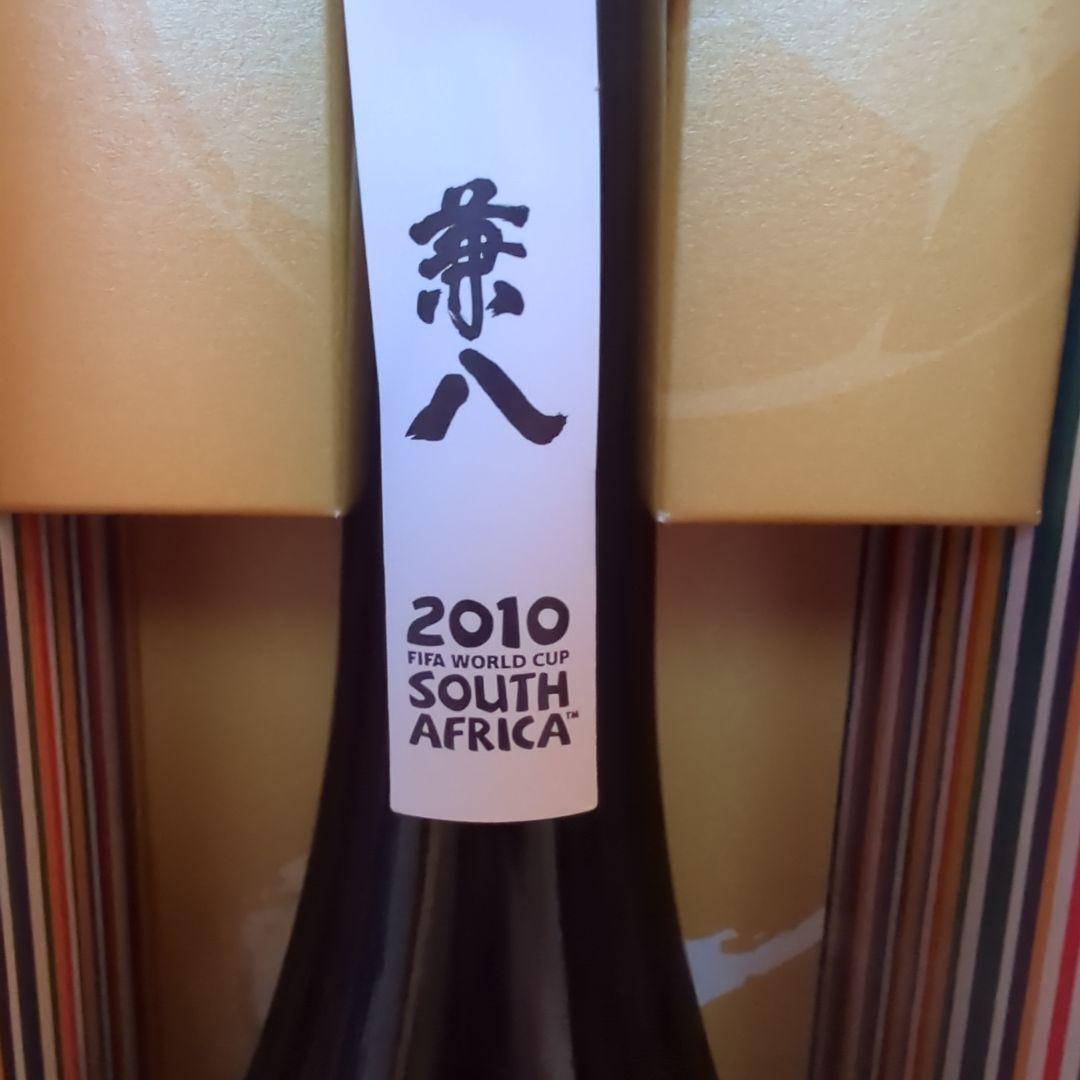 兼八
2010
FIFA WORLD CUP
SOUTH
AFRICA™